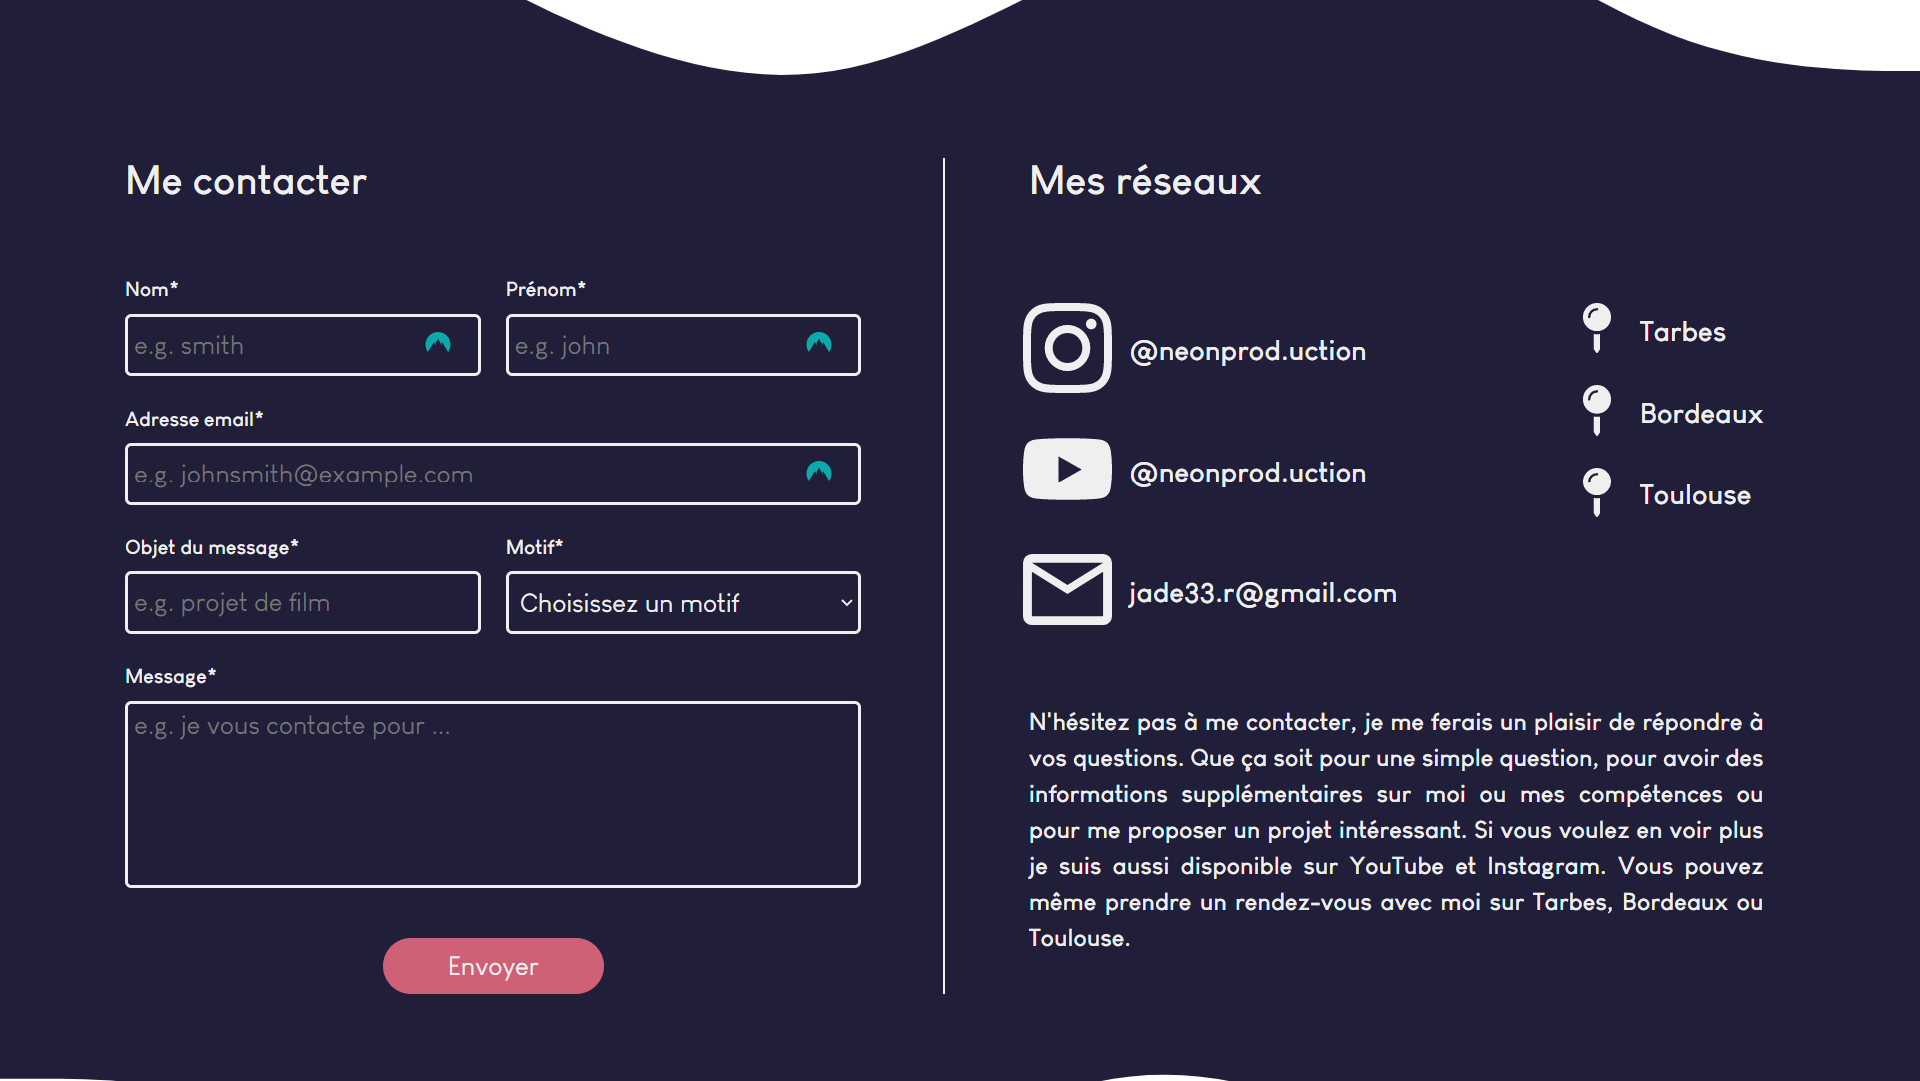 Me contacter
Nom*
Prénom*
e.g. smith
e.g. john
Adresse email*
e.g. johnsmith@example.com
Objet du message*
Motif*
e.g. projet de film
Choisissez un motif
Message*
e.g. je vous contacte pour ...
Envoyer
Mes réseaux
@neonprod.uction
@neonprod.uction
jade33.r@gmail.com
Tarbes
Bordeaux
Toulouse
N'hésitez pas à me contacter, je me ferais un plaisir de répondre à
vos questions. Que ça soit pour une simple question, pour avoir des
informations supplémentaires sur moi ou mes compétences ou
pour me proposer un projet intéressant. Si vous voulez en voir plus
je suis aussi disponible sur YouTube et Instagram. Vous pouvez
même prendre un rendez-vous avec moi sur Tarbes, Bordeaux ou
Toulouse.